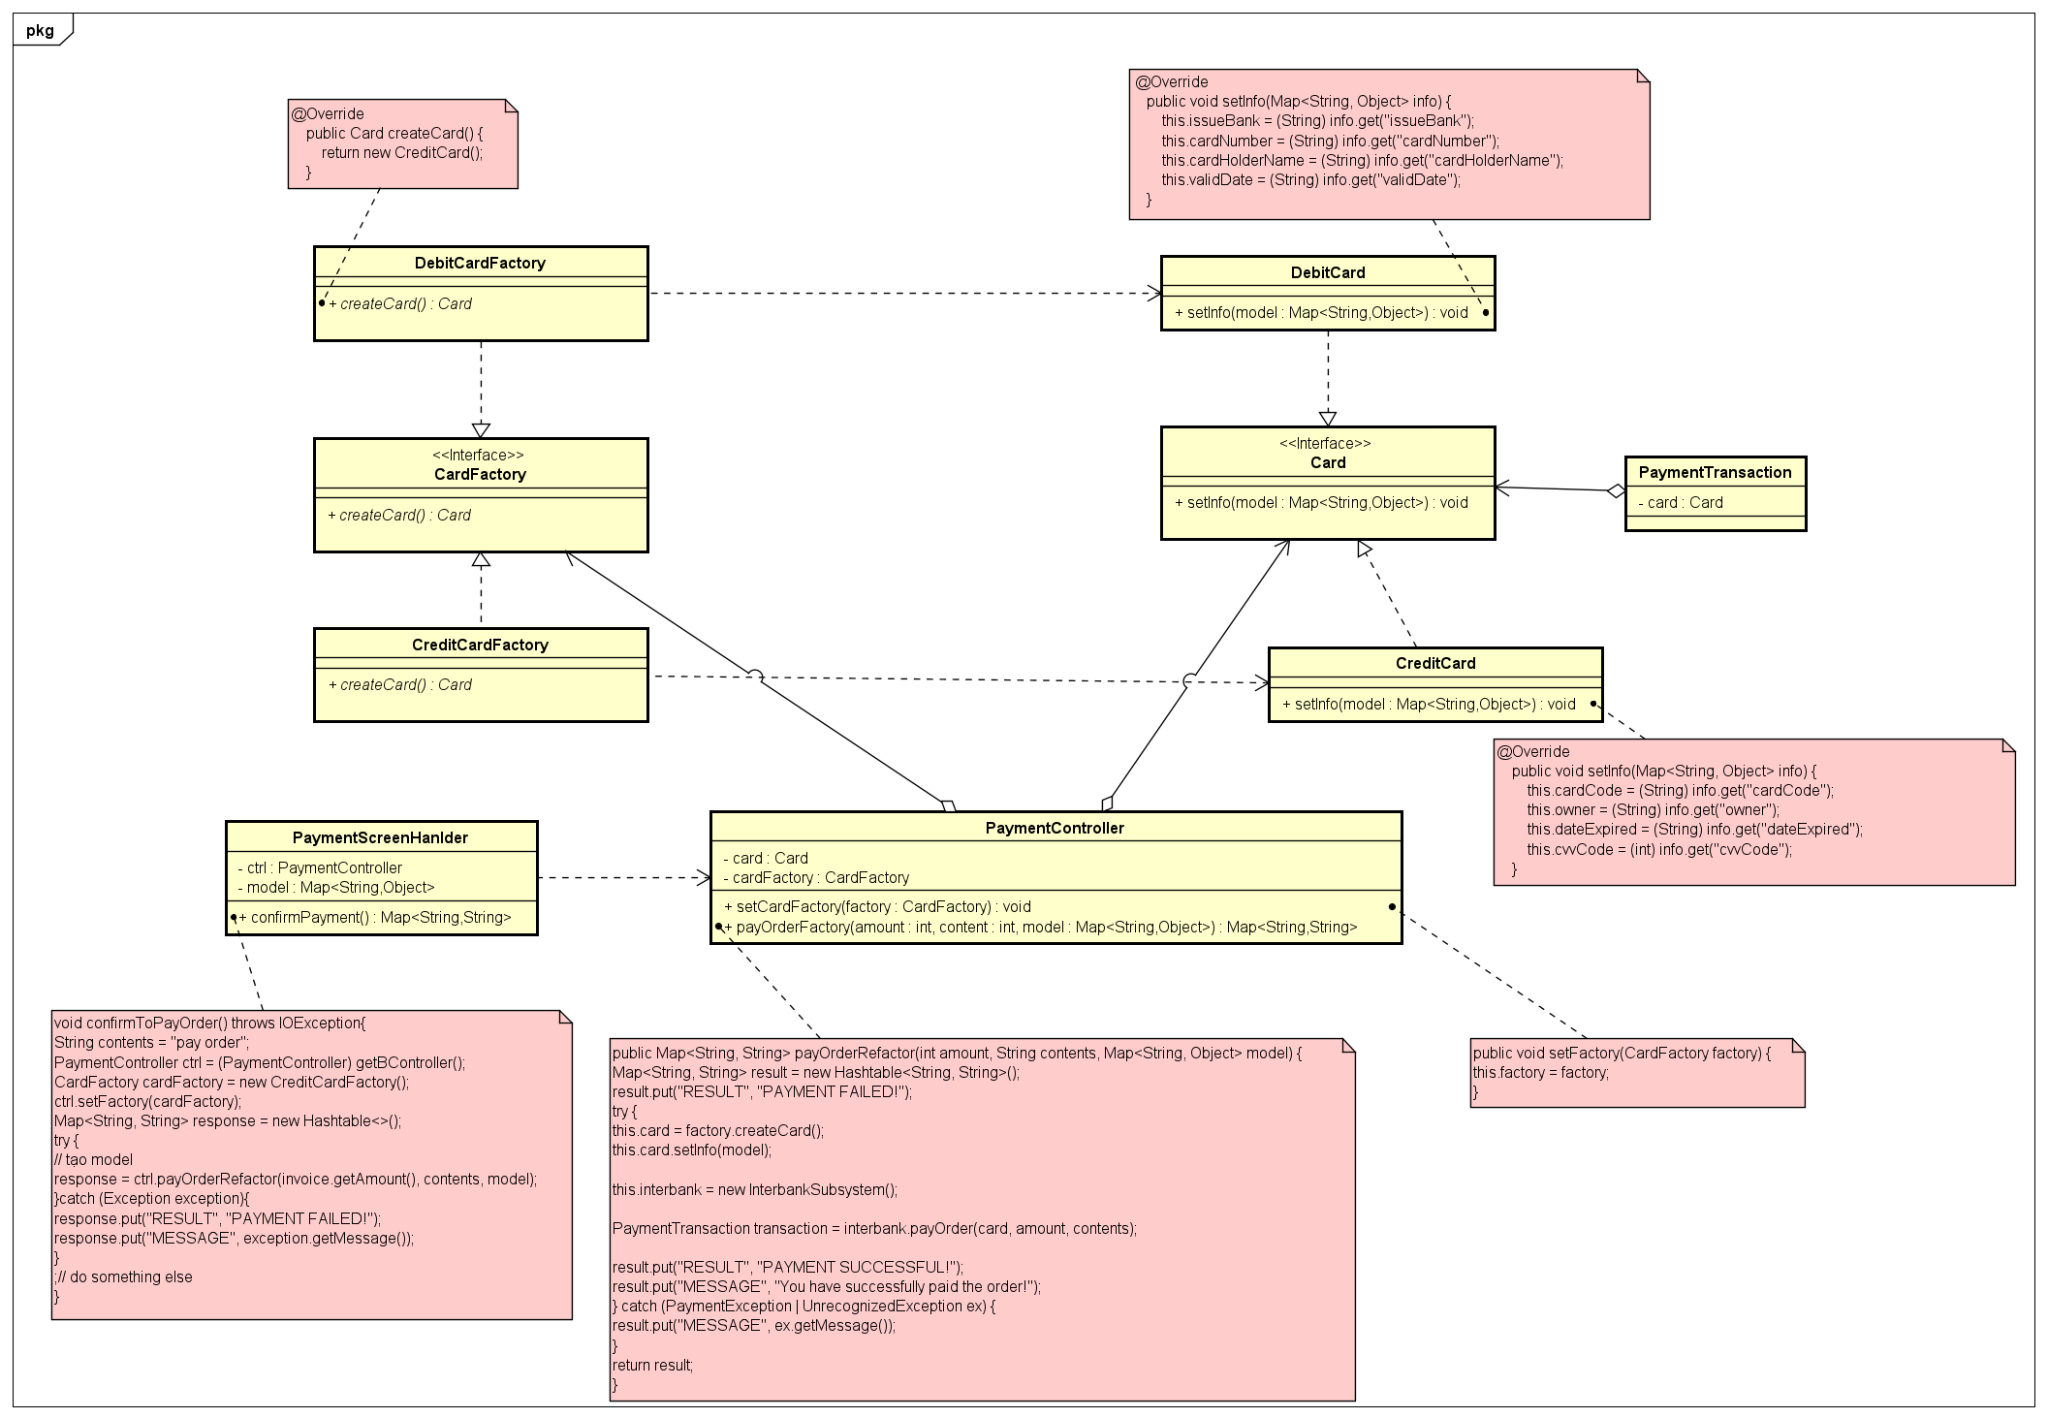 pkg
@Override
public Card createCard() {
return new CreditCard();
}
@Override
public void setInfo(Map<String, Object> info) {
this.issueBank = (String) info.get("issueBank");
this.cardNumber = (String) info.get("cardNumber");
this.cardHolderName = (String) info.get("cardHolderName");
this.validDate = (String) info.get("validDate");
}
DebitCardFactory
+ createCard() : Card
DebitCard
+ setInfo(model : Map<String,Object>) : void
<<Interface>>
CardFactory
+ createCard() : Card
<<Interface>>
Card
+ setInfo(model : Map<String,Object>) : void
PaymentTransaction
- card : Card
CreditCardFactory
+ createCard() : Card
CreditCard
+ setInfo(model : Map<String,Object>) : void
@Override
public void setInfo(Map<String, Object> info) {
this.cardCode = (String) info.get("cardCode");
this.owner = (String) info.get("owner");
this.dateExpired = (String) info.get("dateExpired");
this.cvvCode = (int) info.get("cvvCode");
}
PaymentScreenHanlder
- ctrl : PaymentController
- model : Map<String,Object>
+ confirmPayment() : Map<String,String>
PaymentController
- card : Card
- cardFactory : CardFactory
+ setCardFactory(factory : CardFactory) : void
+ payOrderFactory(amount : int, content : int, model : Map<String,Object>) : Map<String,String>
void confirmToPayOrder() throws IOException{
String contents = "pay order";
PaymentController ctrl = (PaymentController) getBController();
CardFactory cardFactory = new CreditCardFactory();
ctrl.setFactory(cardFactory);
Map<String, String> response = new Hashtable<>();
try {
// tạo model
response = ctrl.payOrderRefactor(invoice.getAmount(), contents, model);
}catch (Exception exception){
response.put("RESULT", "PAYMENT FAILED!");
response.put("MESSAGE", exception.getMessage());
}
;// do something else
}
public Map<String, String> payOrderRefactor(int amount, String contents, Map<String, Object> model) {
Map<String, String> result = new Hashtable<String, String>();
result.put("RESULT", "PAYMENT FAILED!");
try {
this.card = factory.createCard();
this.card.setInfo(model);
this.interbank = new InterbankSubsystem();
PaymentTransaction transaction = interbank.payOrder(card, amount, contents);
result.put("RESULT", "PAYMENT SUCCESSFUL!");
result.put("MESSAGE", "You have successfully paid the order!");
} catch (PaymentException | UnrecognizedException ex) {
result.put("MESSAGE", ex.getMessage());
}
return result;
}
public void setFactory(CardFactory factory) {
this.factory = factory;
}